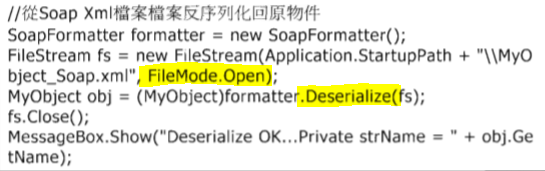 //從Soap Xml檔案檔案反序列化回原物件
SoapFormatter formatter = new SoapFormatter();
FileStream fs = new FileStream(Application.StartupPath + "\\MyO
bject_Soap.xml", FileMode.Open);
MyObject obj = (MyObject)formatter.Deserialize(fs);
fs.Close();
MessageBox.Show("Deserialize OK...Private strName = " + obj.Ge
tName);